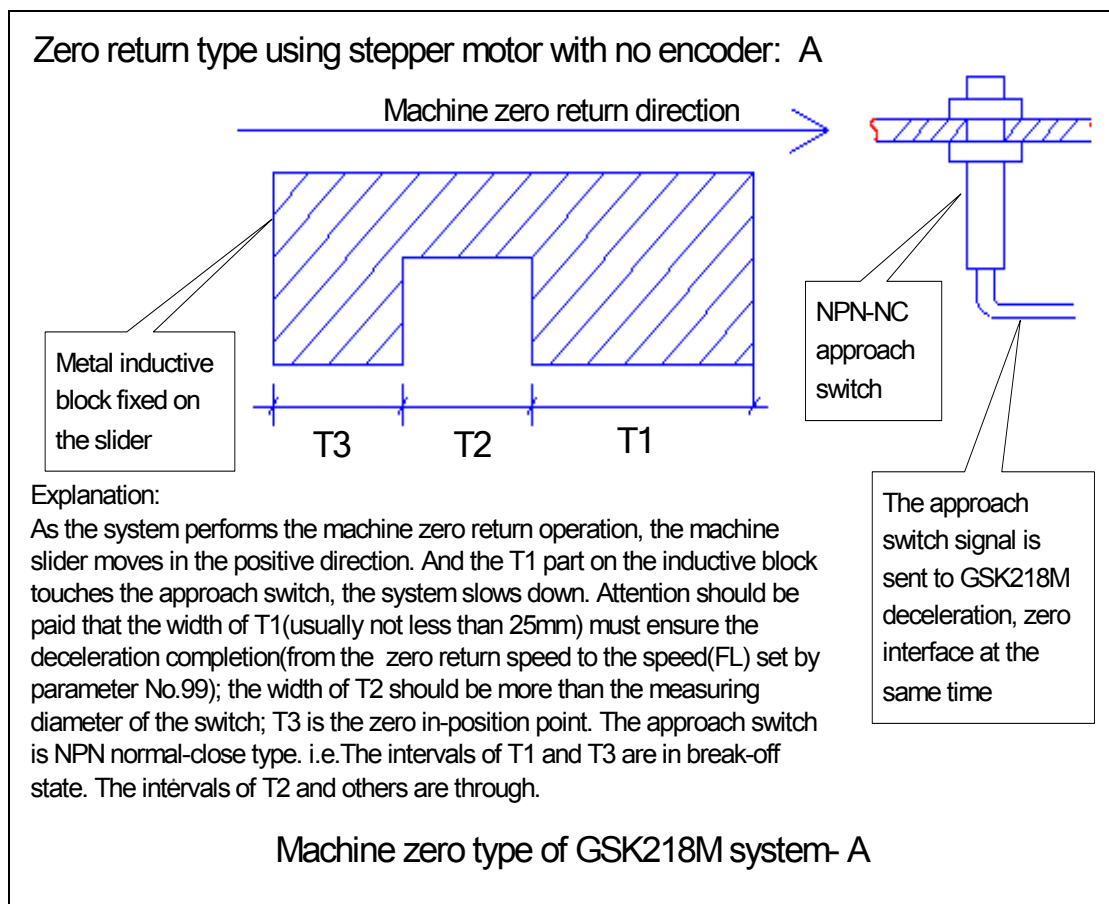 Zero return type using stepper motor with no encoder: A
Machine zero return direction
Metal inductive
block fixed on
the slider
T3
T2
T1
NPN-NC
approach
switch
The approach
switch signal is
sent to GSK218M
deceleration, zero
interface at the
same time
Explanation:
As the system performs the machine zero return operation, the machine
slider moves in the positive direction. And the T1 part on the inductive block
touches the approach switch, the system slows down. Attention should be
paid that the width of T1(usually not less than 25mm) must ensure the
deceleration completion(from the zero return speed to the speed(FL) set by
parameter No.99); the width of T2 should be more than the measuring
diameter of the switch; T3 is the zero in-position point. The approach switch
is NPN normal-close type. i.e.The intervals of T1 and T3 are in break-off
state. The intervals of T2 and others are through.
Machine zero type of GSK218M system- A